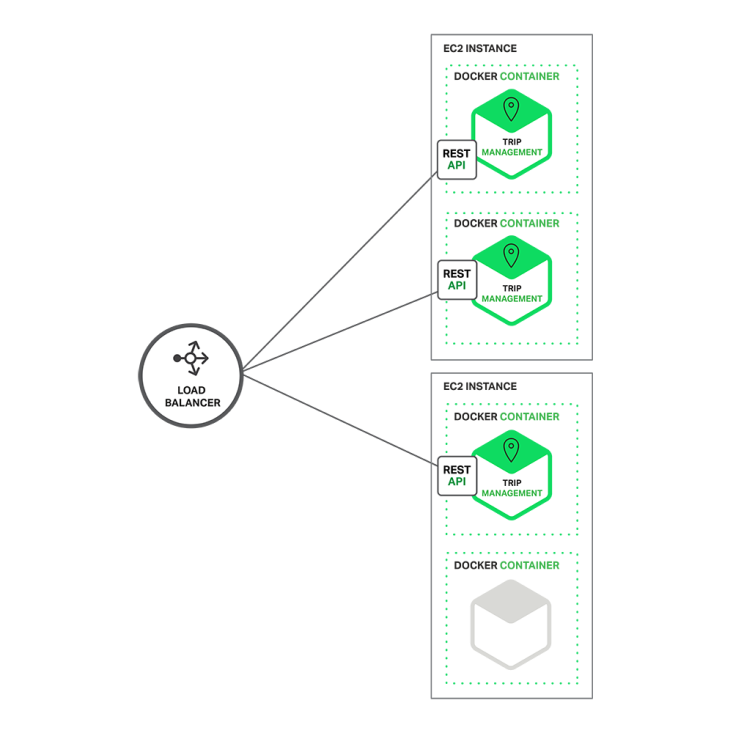 EC2 INSTANCE
DOCKER CONTAINER
TRIP
MANAGEMENT
REST
API
DOCKER CONTAINER
REST
API
TRIP
MANAGEMENT
LOAD
BALANCER
EC2 INSTANCE
DOCKER CONTAINER
REST
API
TRIP
MANAGEMENT
DOCKER CONTAINER